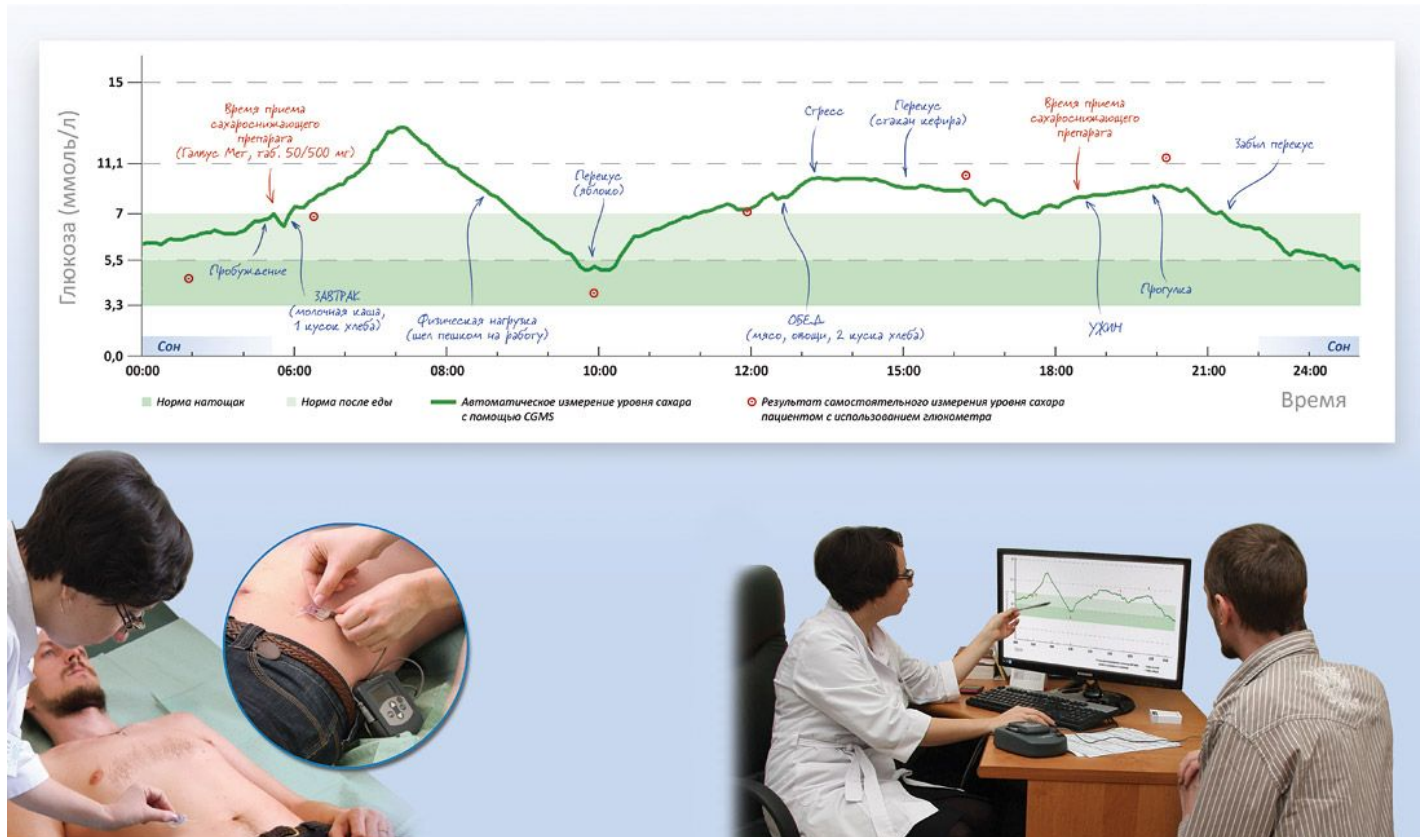 Глюкоза (ммоль/л)
15
11,1
7
5,5
3,3
0,0
Время приема
сахароснижающего
препарата
(Галвус Мет, таб. 50/500 мг)
Пробуждение
ЗАВТРАК
(молочная каша,
1 кусок хлеба)
Физическая нагрузка
(шел пешком на работу)
Перекус
(яблоко)
Стресс
ОБЕД
(мясо, овощи, 2 куска хлеба)
Перекус
(стакан кефира)
Время приема
сахароснижающего
препарата
УЖИН
Прогулка
Забыл перекус
Сон
Сон
00:00 06:00 08:00 10:00 12:00 15:00 18:00 21:00 24:00
Время
Норма натощак
Норма после еды
Автоматическое измерение уровня сахара
с помощью CGMS
Результат самостоятельного измерения уровня сахара
пациентом с использованием глюкометра